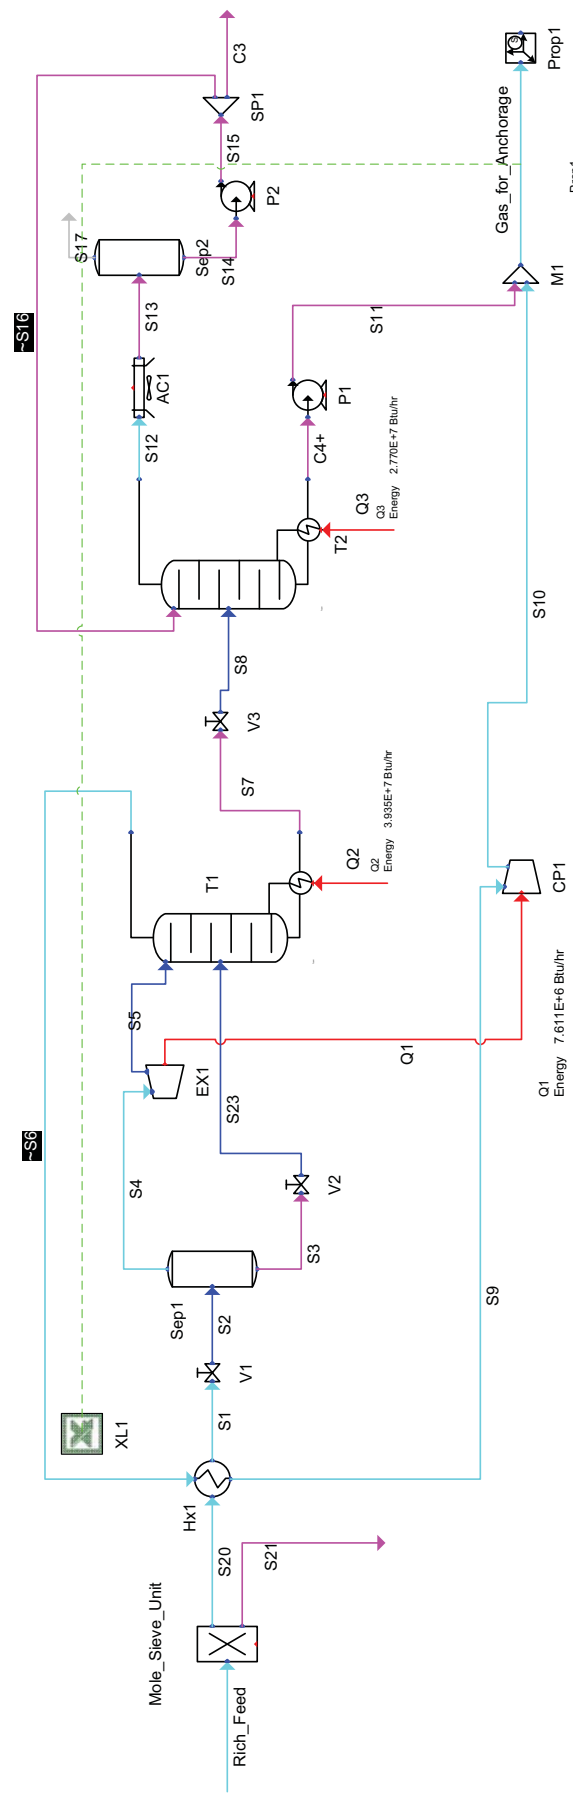 Rich_Feed
Mole_Sieve_Unit
S20
S21
Hx1
XL1
S1
V1
S2
Sep1
S3
V2
S4
~S6
EX1
S5
S23
Q1
Q1
Energy 7.611E+6 Btu/hr
S9
T1
Q2
Q2
Energy 3.935E+7 Btu/hr
CP1
S7
V3
S8
S10
~S16
T2
Q3
Q3
Energy 2.770E+7 Btu/hr
S12
C4+
AC1
P1
S13
S11
S17
Sep2
S14
P2
S15
SP1
C3
M1
Gas_for_Anchorage
Prop1
S